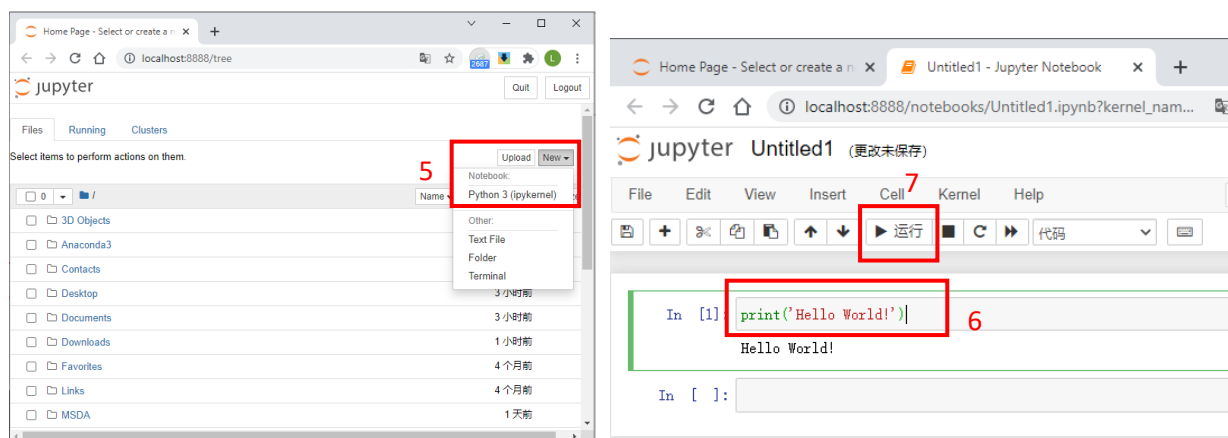 Home Page - Select or create a n
localhost:8888/tree
2687
L
jupyter
Quit
Logout
Files
Running
Clusters
Select items to perform actions on them.
5
Upload
New
Notebook:
Python 3 (ipykernel)
Other:
Text File
Folder
Terminal
0
/
Name
3D Objects
Anaconda3
Contacts
Desktop
3 小时前
Documents
3 小时前
Downloads
1 小时前
Favorites
4 个月前
Links
4 个月前
MSDA
1 天前
Home Page - Select or create a n
Untitled1 - Jupyter Notebook
localhost:8888/notebooks/Untitled1.ipynb?kernel_nam...
jupyter Untitled1 (更改未保存)
File
Edit
View
Insert
Cell
7
Kernel
Help
运行
代码
In [1]: print('Hello World!')
6
Hello World!
In [ ]: